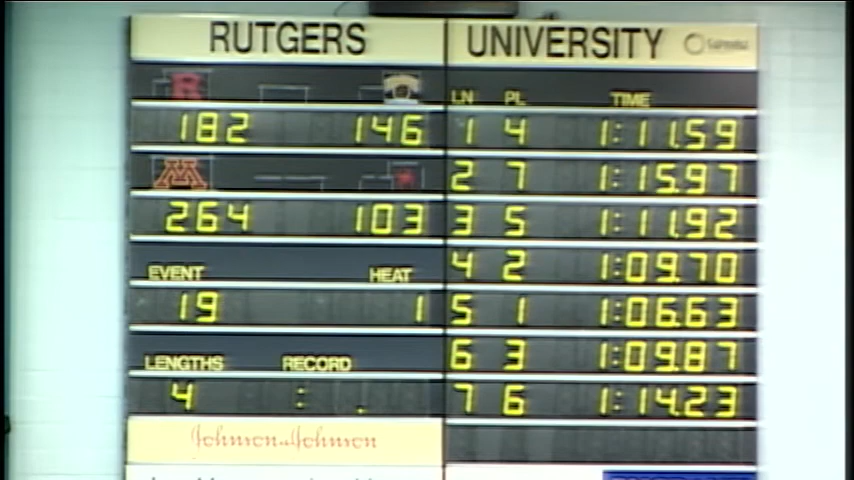 RUTGERS UNIVERSITY
R
LN PL TIME
182 146 1 4 1:11.59
M
2 7 1:15.97
264 103 3 5 1:11.92
EVENT HEAT 4 2 1:09.70
19 1 5 1 1:06.63
LENGTHS RECORD 6 3 1:09.87
4 : . 7 6 1:14.23
Johnson & Johnson